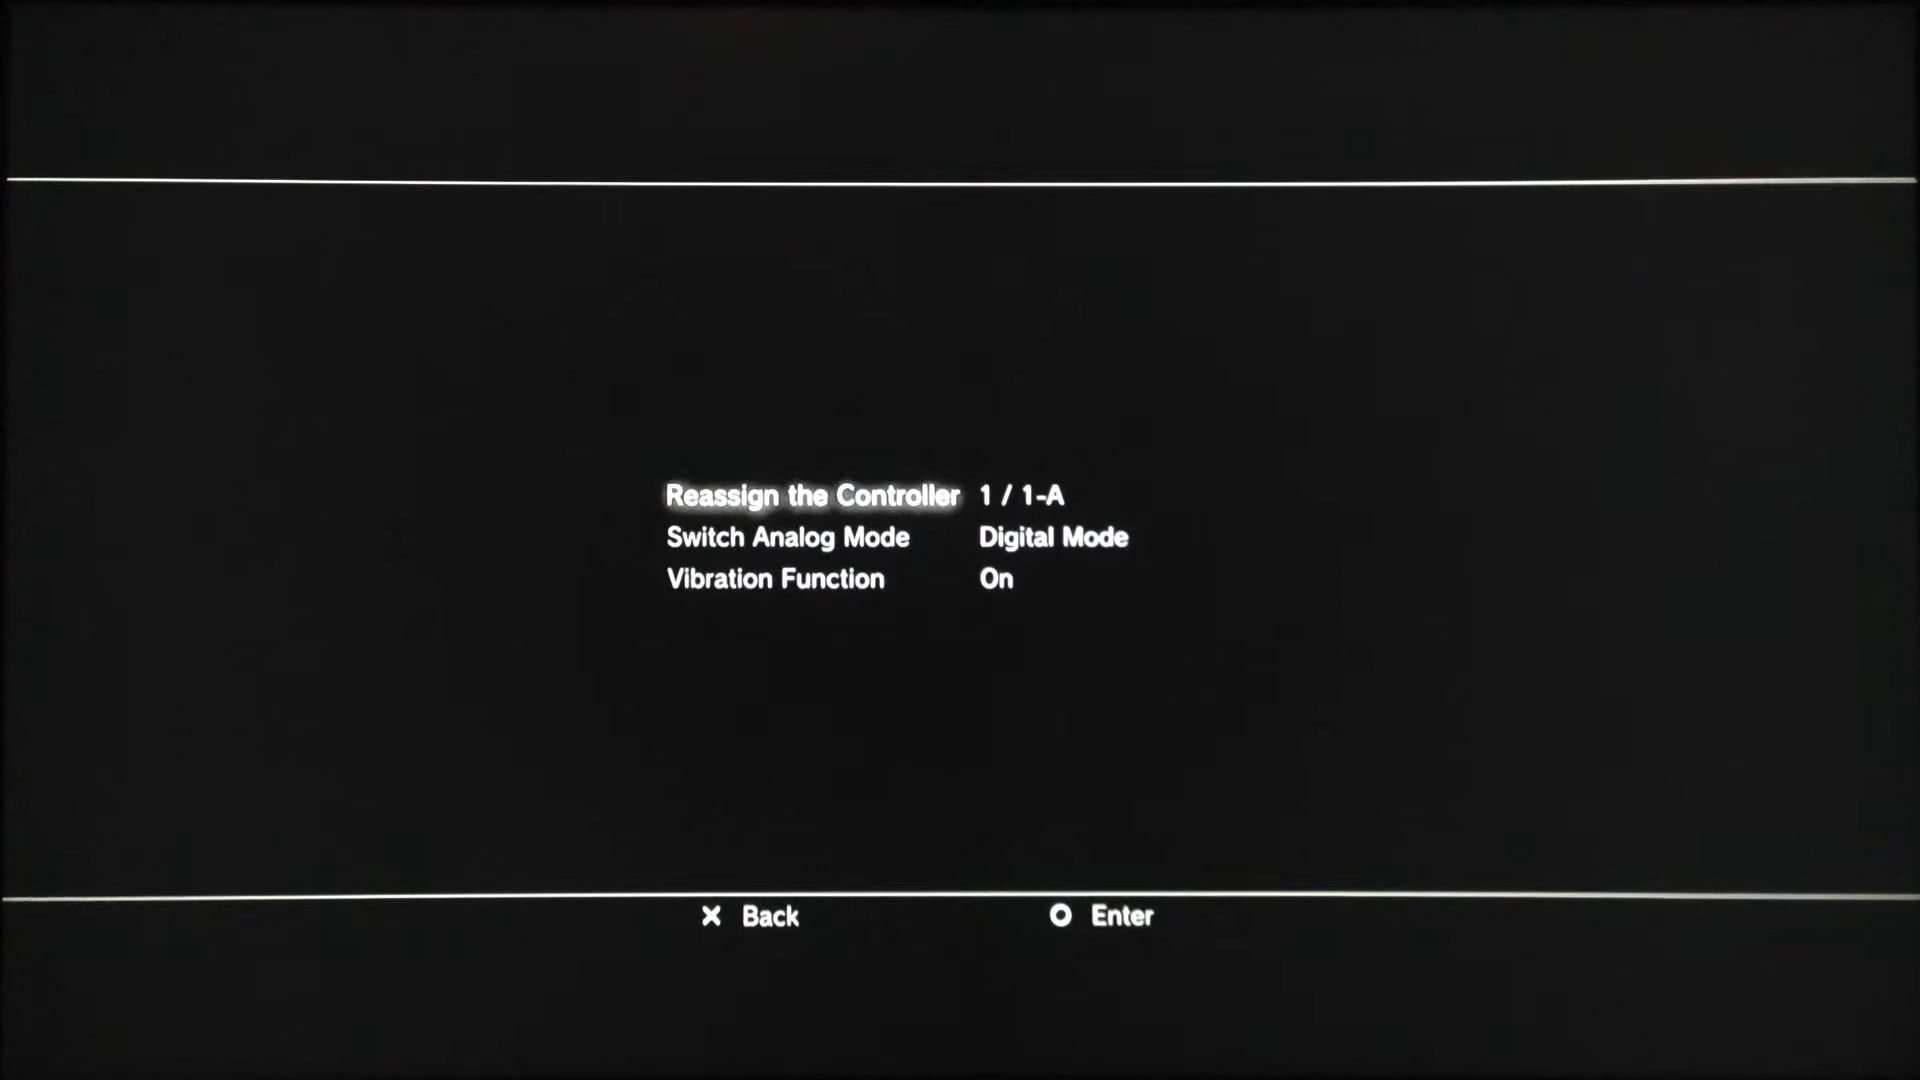 Reassign the Controller 1 / 1-A
Switch Analog Mode Digital Mode
Vibration Function On
X Back O Enter